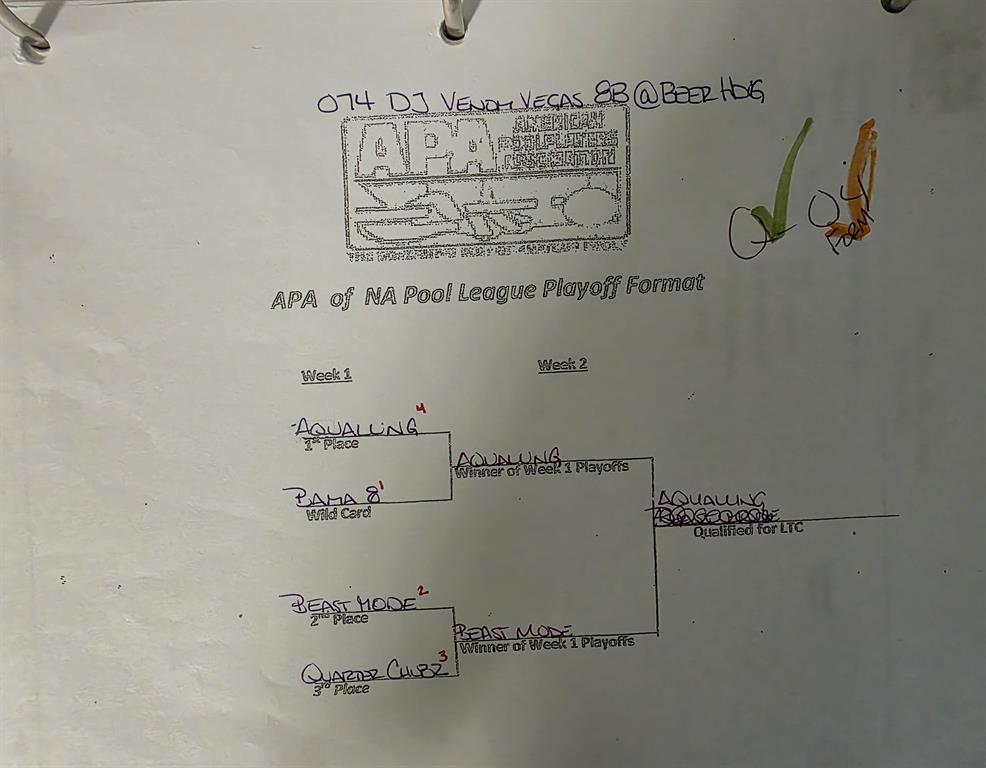 074 DJ VENOM VEGAS 8B @ BEER HDG
APA AMERICAN
POOLPLAYERS
ASSOCIATION
APA of NA Pool League Playoff Format
Week 1
Week 2
AQUALUNG 4
1st Place
AQUALUNG
Winner of Week 1 Playoffs
BAMA 8 1
Wild Card
AQUALUNG
Qualified for LTC
BEAST MODE 2
2nd Place
BEAST MODE
Winner of Week 1 Playoffs
QUARTER CHUBZ 3
3rd Place